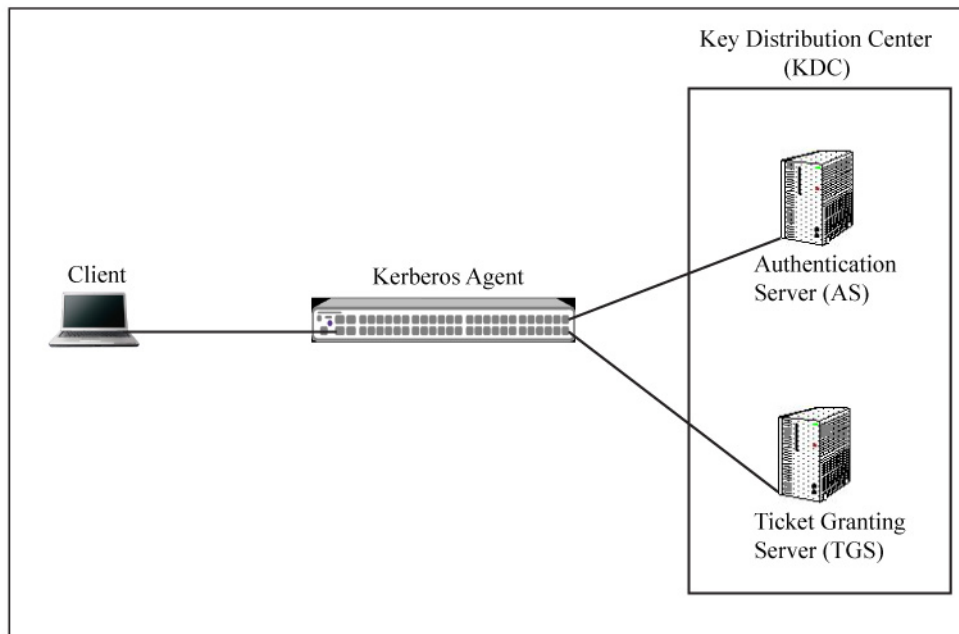 Key Distribution Center
(KDC)
Client
Kerberos Agent
Authentication
Server (AS)
Ticket Granting
Server (TGS)